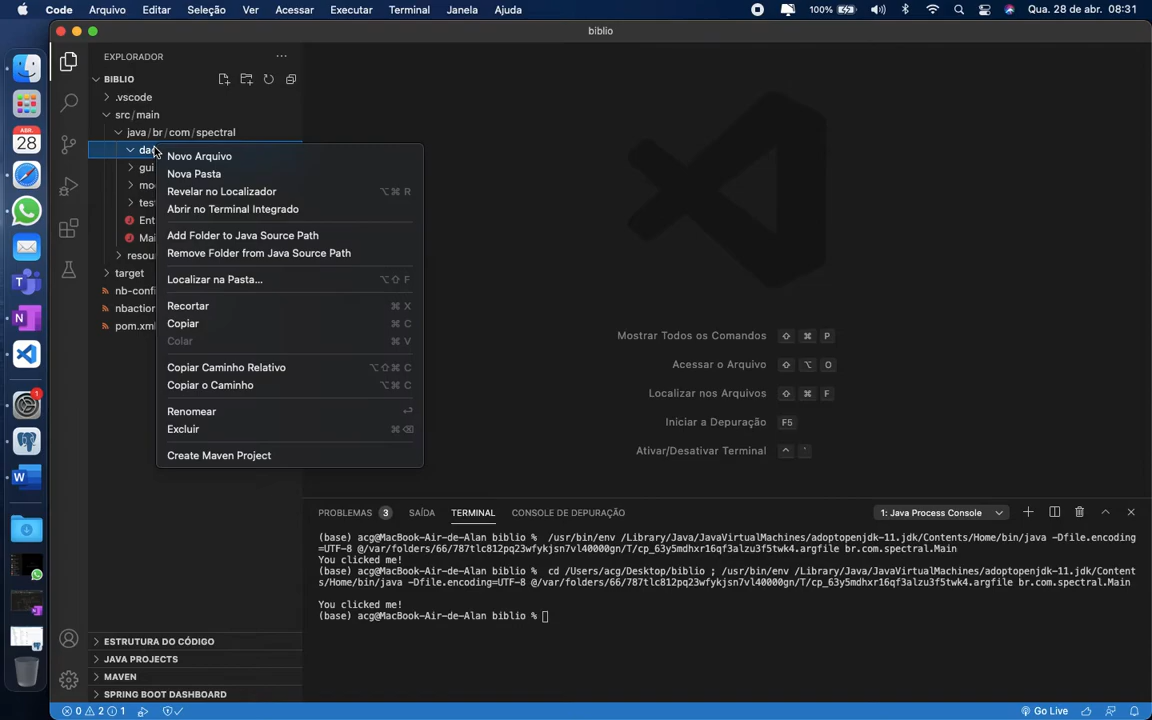 Code Arquivo Editar Seleção Ver Acessar Executar Terminal Janela Ajuda 100% Qua. 28 de abr. 08:31
biblio
EXPLORADOR
BIBLIO
.vscode
src/main
java/br/com/spectral
gui
Ent
Mai
resou
target
nb-confi
nbaction
pom.xml
Novo Arquivo
Nova Pasta
Revelar no Localizador ⌥⌘ R
Abrir no Terminal Integrado
Add Folder to Java Source Path
Remove Folder from Java Source Path
Localizar na Pasta... ⌥⇧ F
Recortar ⌘ X
Copiar ⌘ C
Colar ⌘ V
Copiar Caminho Relativo ⌥⇧⌘ C
Copiar o Caminho ⌥⌘ C
Renomear ⏎
Excluir ⌘⌫
Create Maven Project
Mostrar Todos os Comandos ⇧ ⌘ P
Acessar o Arquivo ⇧ ⌥ O
Localizar nos Arquivos ⇧ ⌘ F
Iniciar a Depuração F5
Ativar/Desativar Terminal ^ `
PROBLEMAS 3 SAÍDA TERMINAL CONSOLE DE DEPURAÇÃO 1: Java Process Console
(base) acg@MacBook-Air-de-Alan biblio % /usr/bin/env /Library/Java/JavaVirtualMachines/adoptopenjdk-11.jdk/Contents/Home/bin/java -Dfile.encoding
=UTF-8 @/var/folders/66/787tlc812pq23wfykjsn7vl40000gn/T/cp_63y5mdhxr16qf3alzu3f5twk4.argfile br.com.spectral.Main
You clicked me!
(base) acg@MacBook-Air-de-Alan biblio % cd /Users/acg/Desktop/biblio ; /usr/bin/env /Library/Java/JavaVirtualMachines/adoptopenjdk-11.jdk/Content
s/Home/bin/java -Dfile.encoding=UTF-8 @/var/folders/66/787tlc812pq23wfykjsn7vl40000gn/T/cp_63y5mdhxr16qf3alzu3f5twk4.argfile br.com.spectral.Main
You clicked me!
(base) acg@MacBook-Air-de-Alan biblio %
ESTRUTURA DO CÓDIGO
JAVA PROJECTS
MAVEN
SPRING BOOT DASHBOARD
0 2 1 Go Live